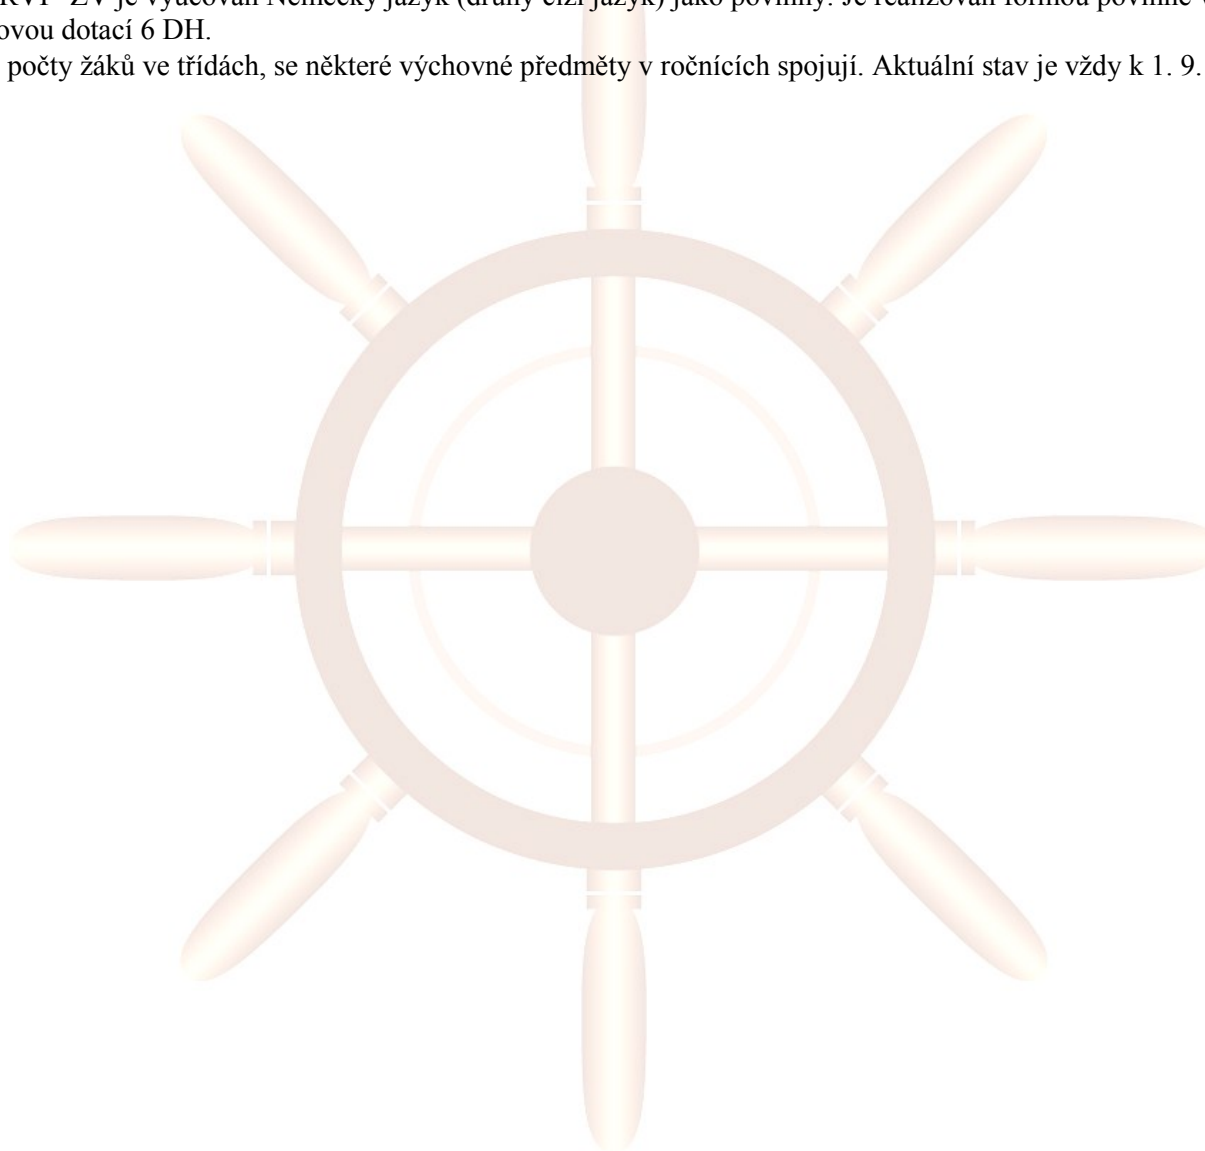 RVP ZV je vyučován Německý jazyk (druhý cizí jazyk) jako povinný. Je realizován formou povinně
ovou dotací 6 DH.
počty žáků ve třídách, se některé výchovné předměty v ročnících spojují. Aktuální stav je vždy k 1. 9.